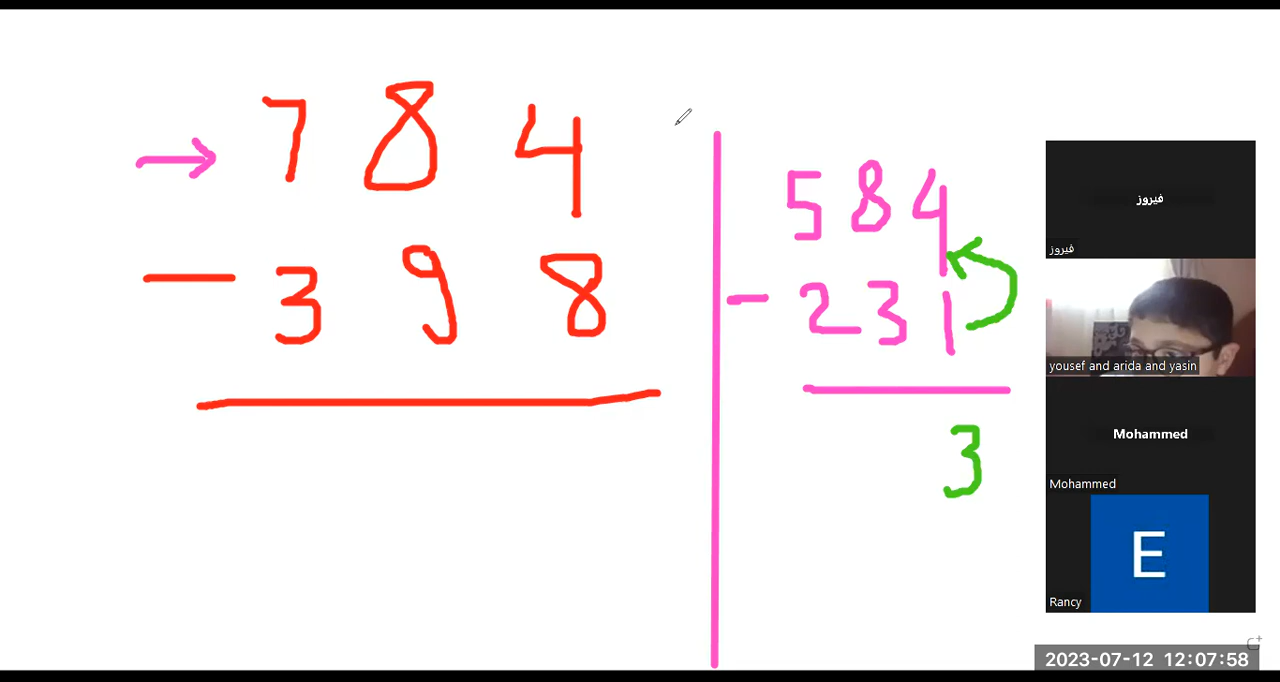 784
- 398
584
- 231
3
فيروز
فيروز
yousef and arida and yasin
Mohammed
Mohammed
E
Rancy
2023-07-12 12:07:58